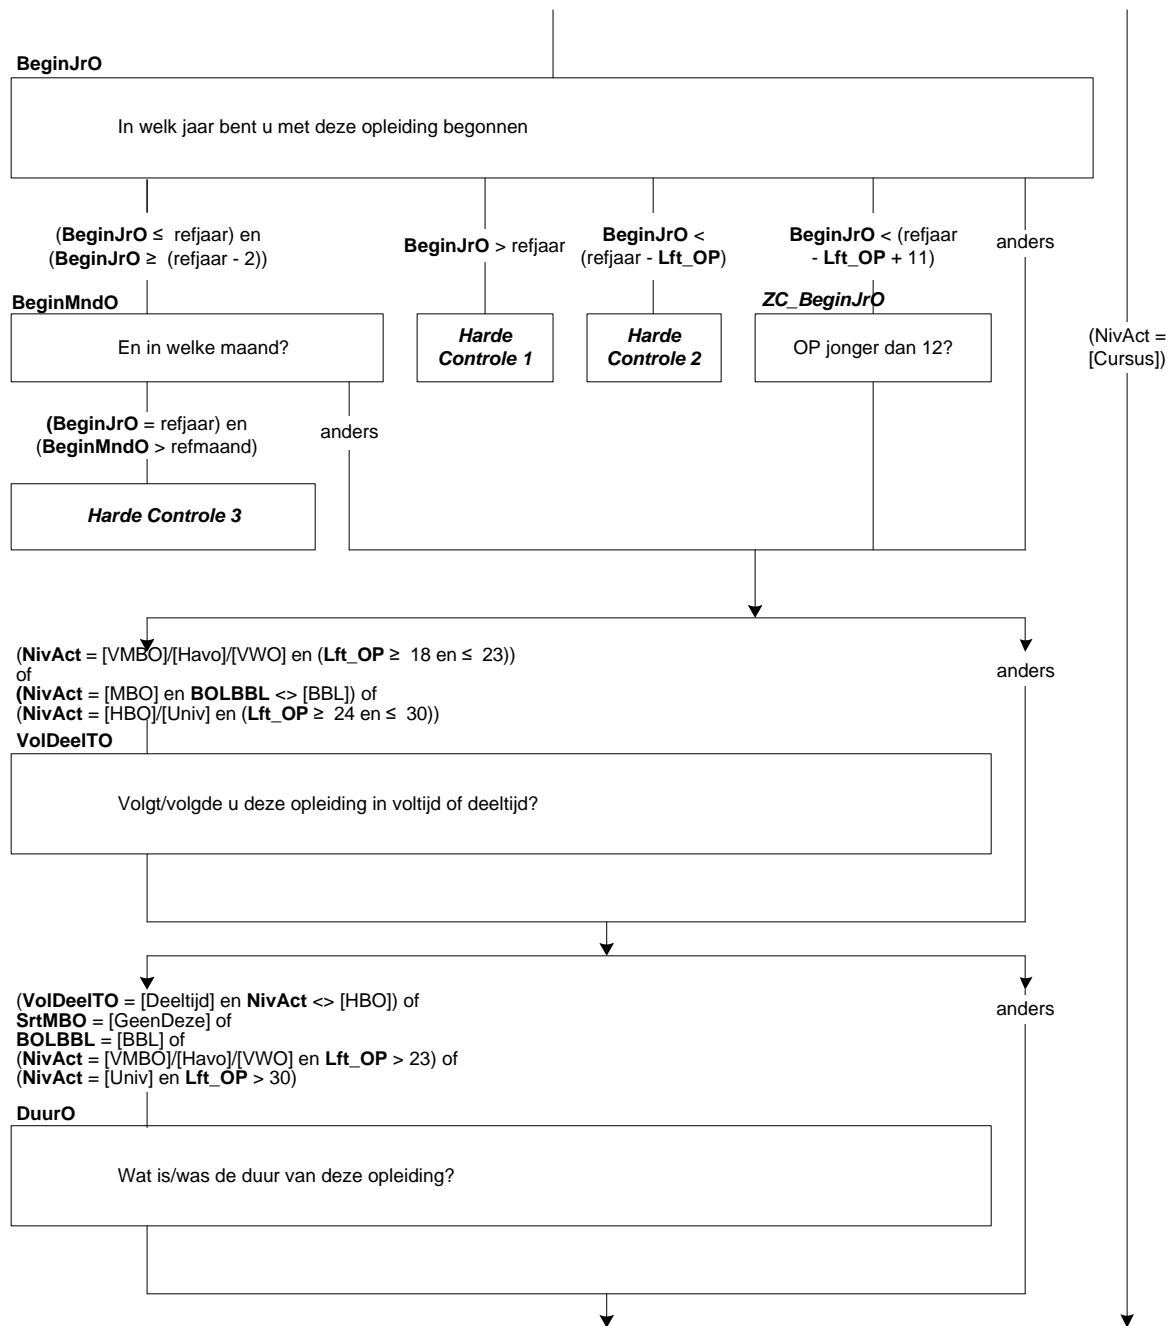 BeginJrO
In welk jaar bent u met deze opleiding begonnen
(BeginJrO ≤ refjaar) en
(BeginJrO ≥ (refjaar - 2))
BeginJrO > refjaar
BeginJrO <
(refjaar - Lft_OP)
BeginJrO < (refjaar
- Lft_OP + 11)
anders
BeginMndO
En in welke maand?
Harde
Controle 1
Harde
Controle 2
ZC_BeginJrO
OP jonger dan 12?
(NivAct =
[Cursus])
(BeginJrO = refjaar) en
(BeginMndO > refmaand)
anders
Harde Controle 3
(NivAct = [VMBO]/[Havo]/[VWO] en (Lft_OP ≥ 18 en ≤ 23))
of
(NivAct = [MBO] en BOLBBL <> [BBL]) of
(NivAct = [HBO]/[Univ] en (Lft_OP ≥ 24 en ≤ 30))
anders
VolDeelTO
Volgt/volgde u deze opleiding in voltijd of deeltijd?
(VolDeelTO = [Deeltijd] en NivAct <> [HBO]) of
SrtMBO = [GeenDeze] of
BOLBBL = [BBL] of
(NivAct = [VMBO]/[Havo]/[VWO] en Lft_OP > 23) of
(NivAct = [Univ] en Lft_OP > 30)
anders
DuurO
Wat is/was de duur van deze opleiding?